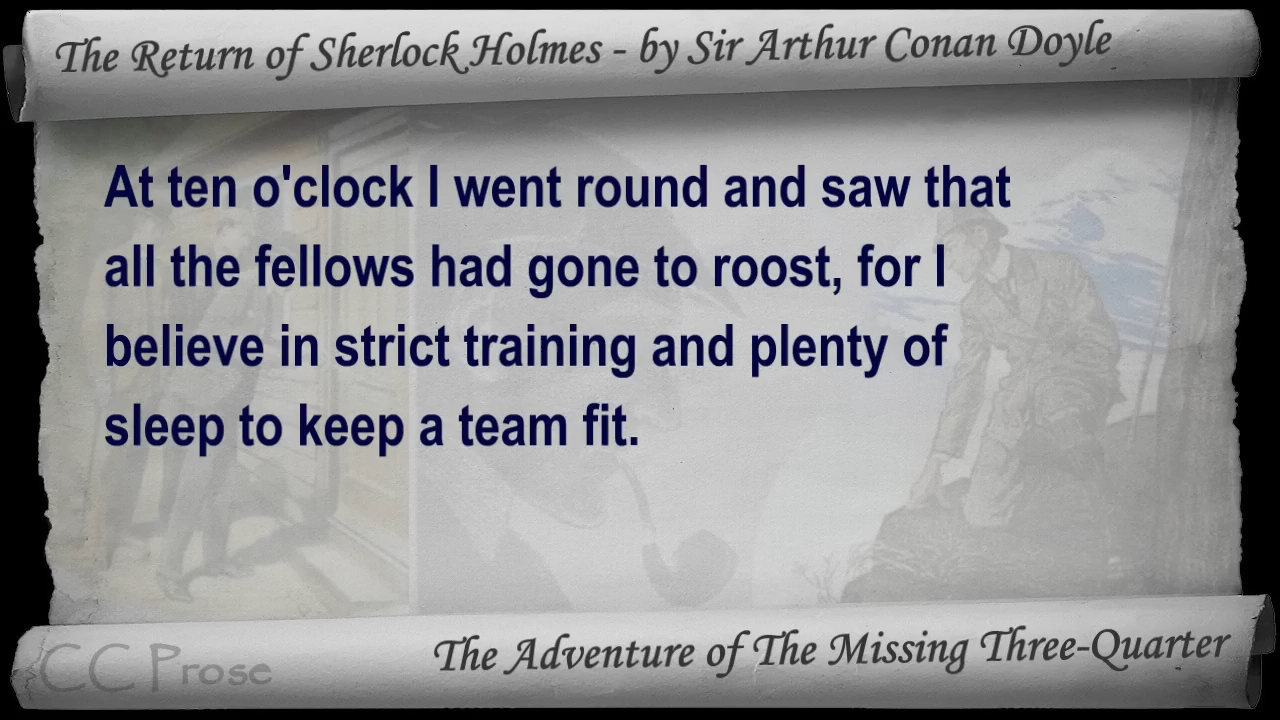 The Return of Sherlock Holmes - by Sir Arthur Conan Doyle
At ten o'clock I went round and saw that
all the fellows had gone to roost, for I
believe in strict training and plenty of
sleep to keep a team fit.
The Adventure of The Missing Three-Quarter
CC Prose